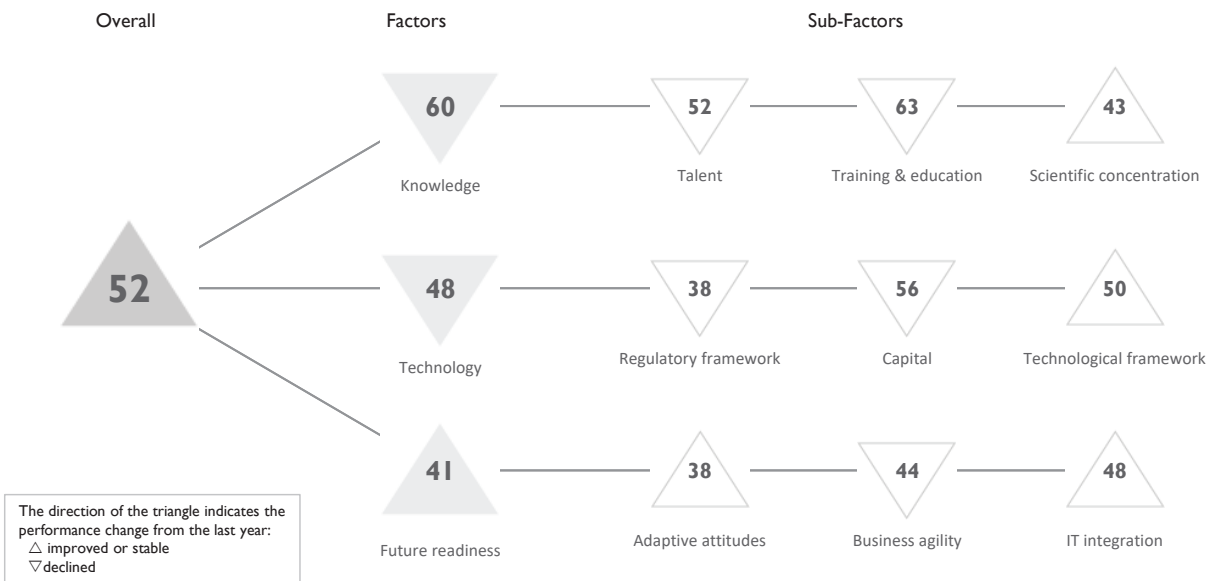 Overall Factors Sub-Factors
60 52 63 43
Knowledge Talent Training & education Scientific concentration
52 48 38 56 50
Technology Regulatory framework Capital Technological framework
41 38 44 48
Future readiness Adaptive attitudes Business agility IT integration
The direction of the triangle indicates the
performance change from the last year:
△ improved or stable
▽ declined